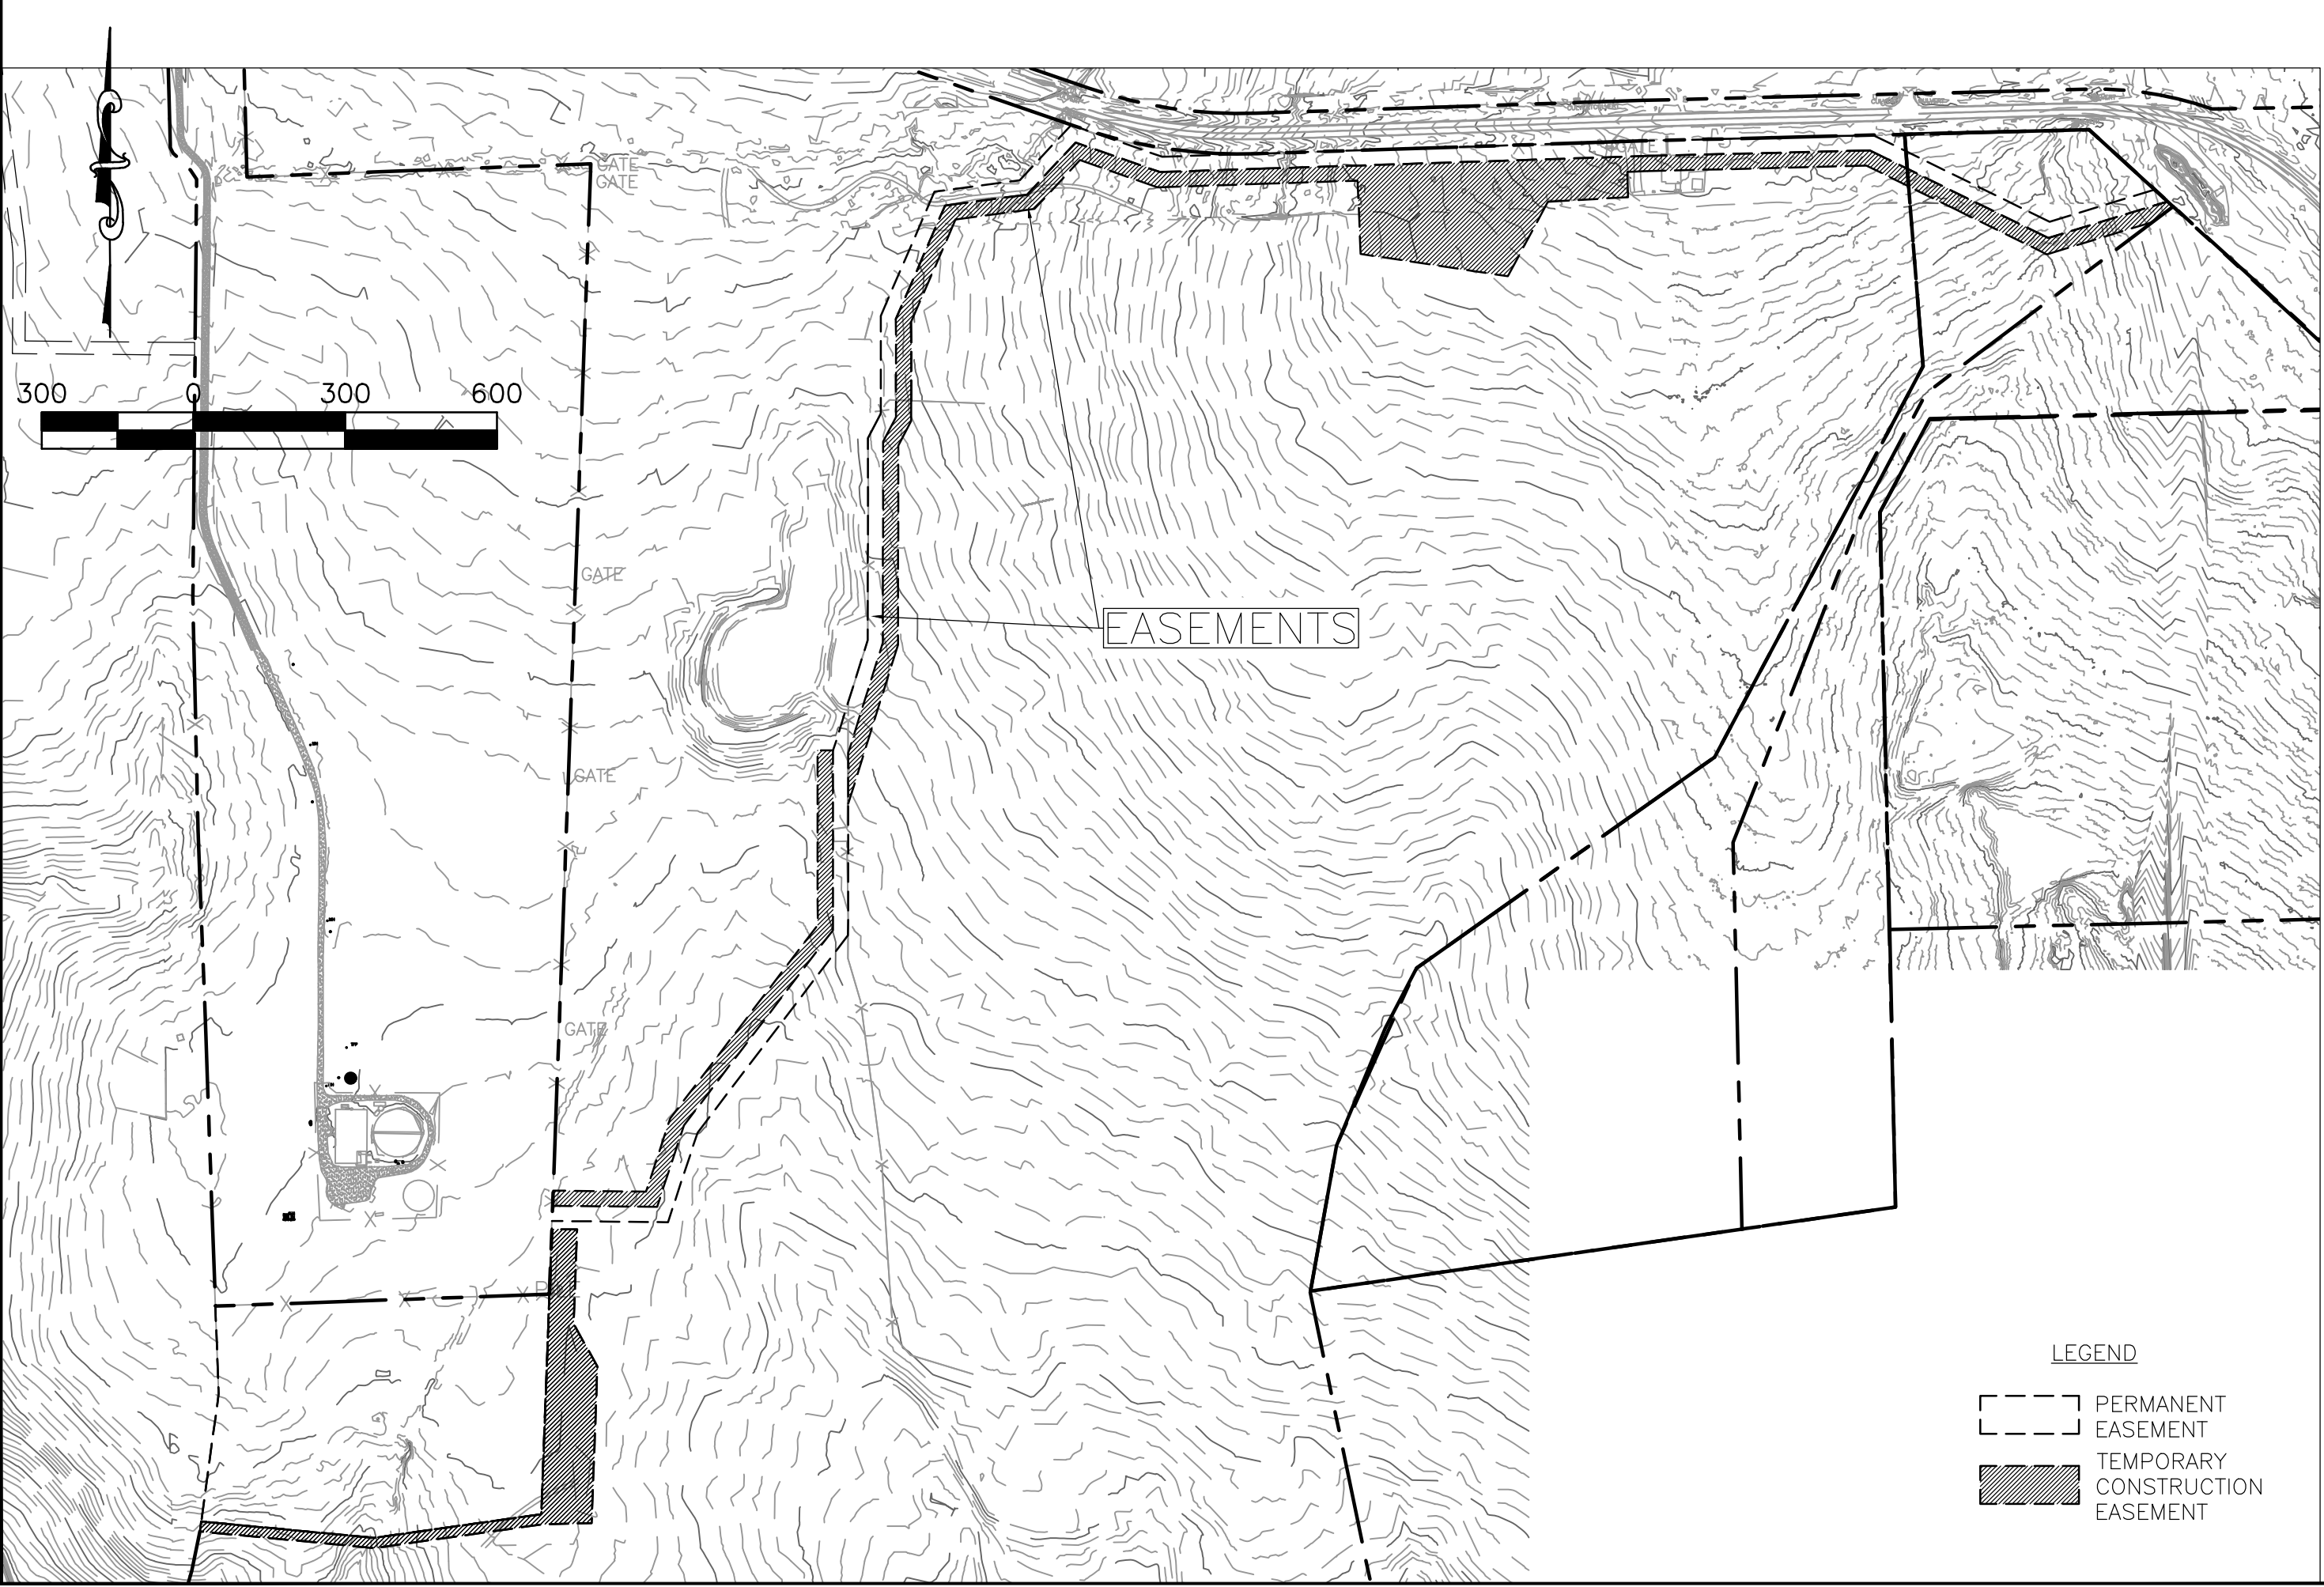 GATE
GATE
GATE
300 0 300 600
GATE
EASEMENTS
GATE
GATE
LEGEND
PERMANENT
EASEMENT
TEMPORARY
CONSTRUCTION
EASEMENT